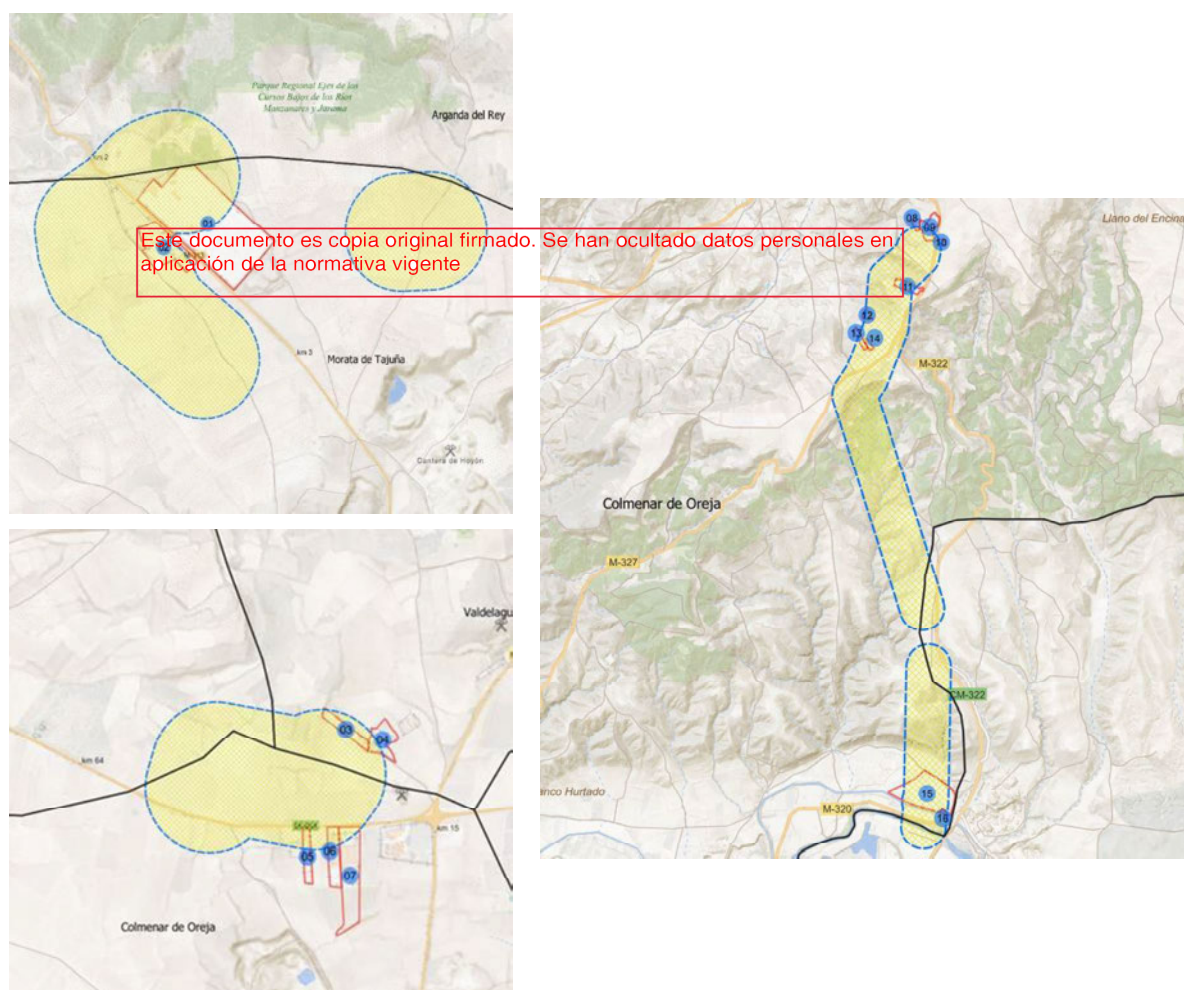 Parque Regional Ejes de los
Cursos Bajos de los Ríos
Manzanares y Jarama
Arganda del Rey
km 2
01
02
Este documento es copia original firmado. Se han ocultado datos personales en
aplicación de la normativa vigente
km 3
Morata de Tajuña
Cantera de Hoyón
08
09
10
Llano del Encina
11
12
13
14
M-322
Colmenar de Oreja
M-327
CM-322
anco Hurtado
15
M-320
16
Valdelagu
03
04
km 64
km 15
05
06
07
Colmenar de Oreja